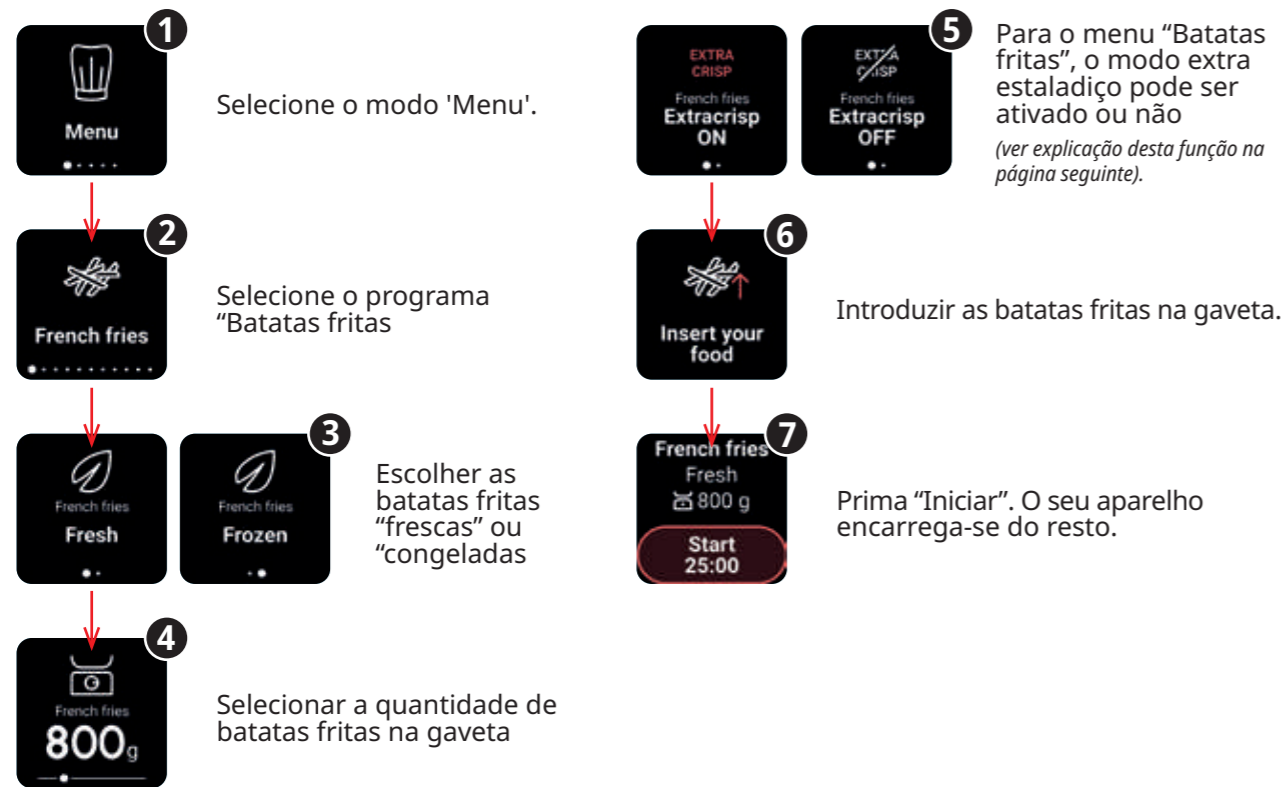 1
Menu
Selecione o modo 'Menu'.
2
French fries
Selecione o programa
“Batatas fritas
3
French fries
Fresh
French fries
Frozen
Escolher as
batatas fritas
“frescas” ou
“congeladas
4
French fries
800g
Selecionar a quantidade de
batatas fritas na gaveta
5
EXTRA
CRISP
French fries
Extracrisp
ON
EXTRA
CRISP
French fries
Extracrisp
OFF
Para o menu “Batatas
fritas”, o modo extra
estaladiço pode ser
ativado ou não
(ver explicação desta função na
página seguinte).
6
Insert your
food
Introduzir as batatas fritas na gaveta.
7
French fries
Fresh
800 g
Start
25:00
Prima “Iniciar”. O seu aparelho
encarrega-se do resto.